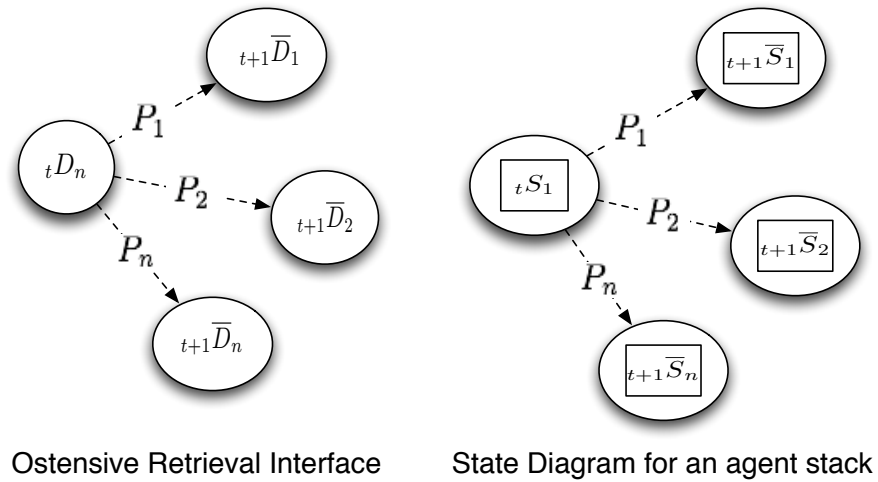 ₜDₙ
P₁
P₂
Pₙ
ₜ₊₁D̅₁
ₜ₊₁D̅₂
ₜ₊₁D̅ₙ
Ostensive Retrieval Interface
ₜS₁
P₁
P₂
Pₙ
ₜ₊₁S̅₁
ₜ₊₁S̅₂
ₜ₊₁S̅ₙ
State Diagram for an agent stack